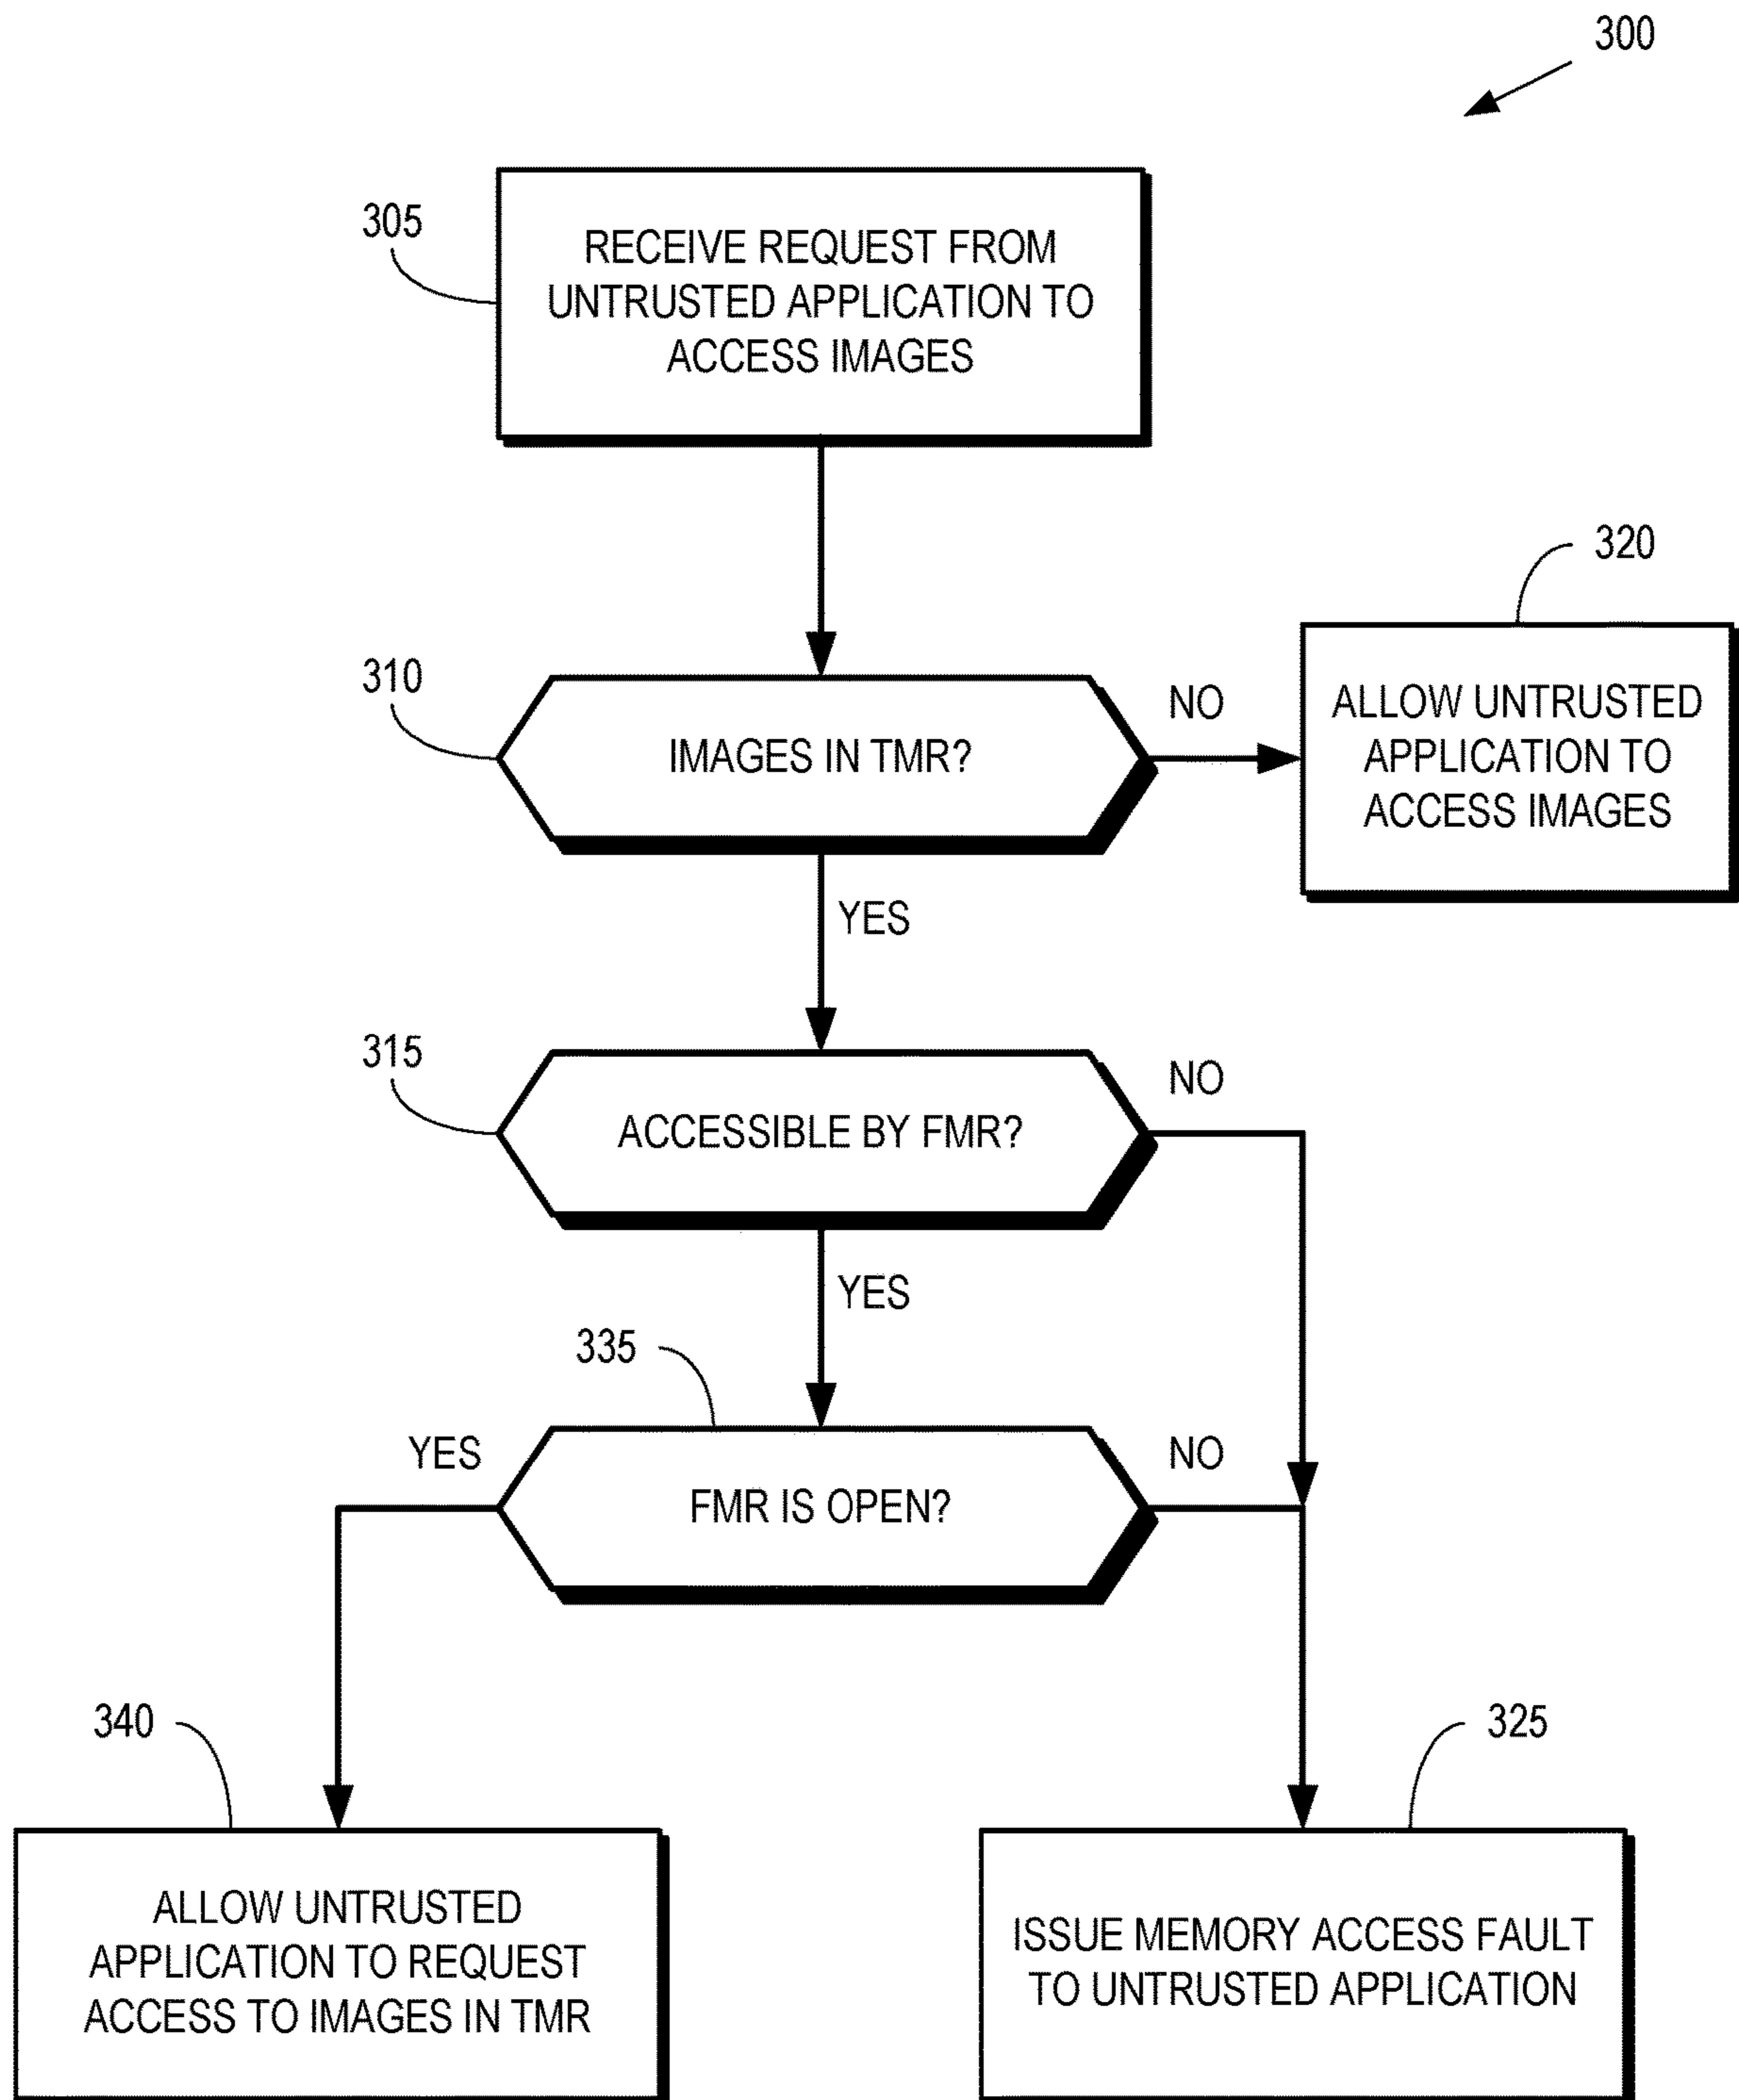 300
305
RECEIVE REQUEST FROM
UNTRUSTED APPLICATION TO
ACCESS IMAGES
310
IMAGES IN TMR?
NO
320
ALLOW UNTRUSTED
APPLICATION TO
ACCESS IMAGES
YES
315
ACCESSIBLE BY FMR?
NO
YES
335
YES
FMR IS OPEN?
NO
340
ALLOW UNTRUSTED
APPLICATION TO REQUEST
ACCESS TO IMAGES IN TMR
325
ISSUE MEMORY ACCESS FAULT
TO UNTRUSTED APPLICATION